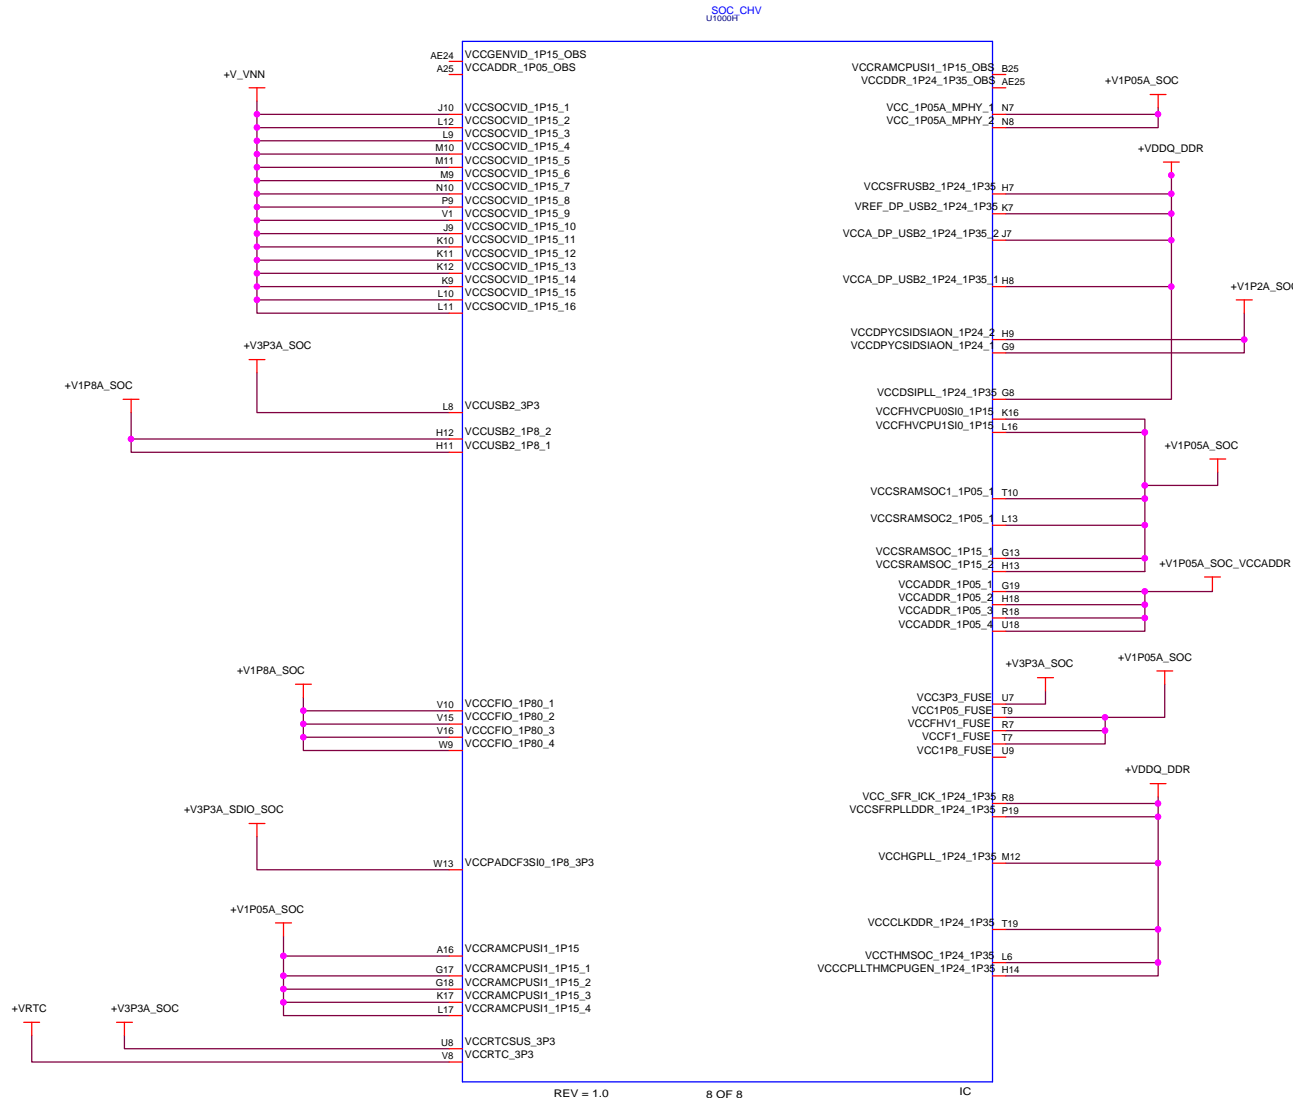 SOC_CHV
U1000H
AE24 VCCGENVID_1P15_OBS
A25 VCCADDR_1P05_OBS
+V_VNN
J10 VCCSOCVID_1P15_1
L12 VCCSOCVID_1P15_2
L9 VCCSOCVID_1P15_3
M10 VCCSOCVID_1P15_4
M11 VCCSOCVID_1P15_5
M9 VCCSOCVID_1P15_6
N10 VCCSOCVID_1P15_7
P9 VCCSOCVID_1P15_8
V1 VCCSOCVID_1P15_9
J9 VCCSOCVID_1P15_10
K10 VCCSOCVID_1P15_11
K11 VCCSOCVID_1P15_12
K12 VCCSOCVID_1P15_13
K9 VCCSOCVID_1P15_14
L10 VCCSOCVID_1P15_15
L11 VCCSOCVID_1P15_16
+V3P3A_SOC
+V1P8A_SOC
L8 VCCUSB2_3P3
H12 VCCUSB2_1P8_2
H11 VCCUSB2_1P8_1
+V1P8A_SOC
V10 VCCCFIO_1P80_1
V15 VCCCFIO_1P80_2
V16 VCCCFIO_1P80_3
W9 VCCCFIO_1P80_4
+V3P3A_SDIO_SOC
W13 VCCPADCF3SI0_1P8_3P3
+V1P05A_SOC
A16 VCCRAMCPUSI1_1P15
G17 VCCRAMCPUSI1_1P15_1
G18 VCCRAMCPUSI1_1P15_2
K17 VCCRAMCPUSI1_1P15_3
L17 VCCRAMCPUSI1_1P15_4
+VRTC
+V3P3A_SOC
U8 VCCRTCSUS_3P3
V8 VCCRTC_3P3
VCCRAMCPUSI1_1P15_OBS B25
VCCDDR_1P24_1P35_OBS AE25
+V1P05A_SOC
VCC_1P05A_MPHY_1 N7
VCC_1P05A_MPHY_2 N8
+VDDQ_DDR
VCCSFRUSB2_1P24_1P35 H7
VREF_DP_USB2_1P24_1P35 K7
VCCA_DP_USB2_1P24_1P35_2 J7
VCCA_DP_USB2_1P24_1P35_1 H8
+V1P2A_SOC
VCCDPYCSIDSIAON_1P24_2 H9
VCCDPYCSIDSIAON_1P24_1 G9
VCCDSIPLL_1P24_1P35 G8
VCCFHVCPU0SI0_1P15 K16
VCCFHVCPU1SI0_1P15 L16
+V1P05A_SOC
VCCSRAMSOC1_1P05_1 T10
VCCSRAMSOC2_1P05_1 L13
VCCSRAMSOC_1P15_1 G13
VCCSRAMSOC_1P15_2 H13
+V1P05A_SOC_VCCADDR
VCCADDR_1P05_1 G19
VCCADDR_1P05_2 H18
VCCADDR_1P05_3 R18
VCCADDR_1P05_4 U18
+V3P3A_SOC
+V1P05A_SOC
VCC3P3_FUSE U7
VCC1P05_FUSE T9
VCCFHV1_FUSE R7
VCCF1_FUSE T7
VCC1P8_FUSE U9
+VDDQ_DDR
VCC_SFR_ICK_1P24_1P35 R8
VCCSFRPLLDDR_1P24_1P35 P19
VCCHGPLL_1P24_1P35 M12
VCCCLKDDR_1P24_1P35 T19
VCCTHMSOC_1P24_1P35 L6
VCCCPLLTHMCPUGEN_1P24_1P35 H14
REV = 1.0
8 OF 8
IC